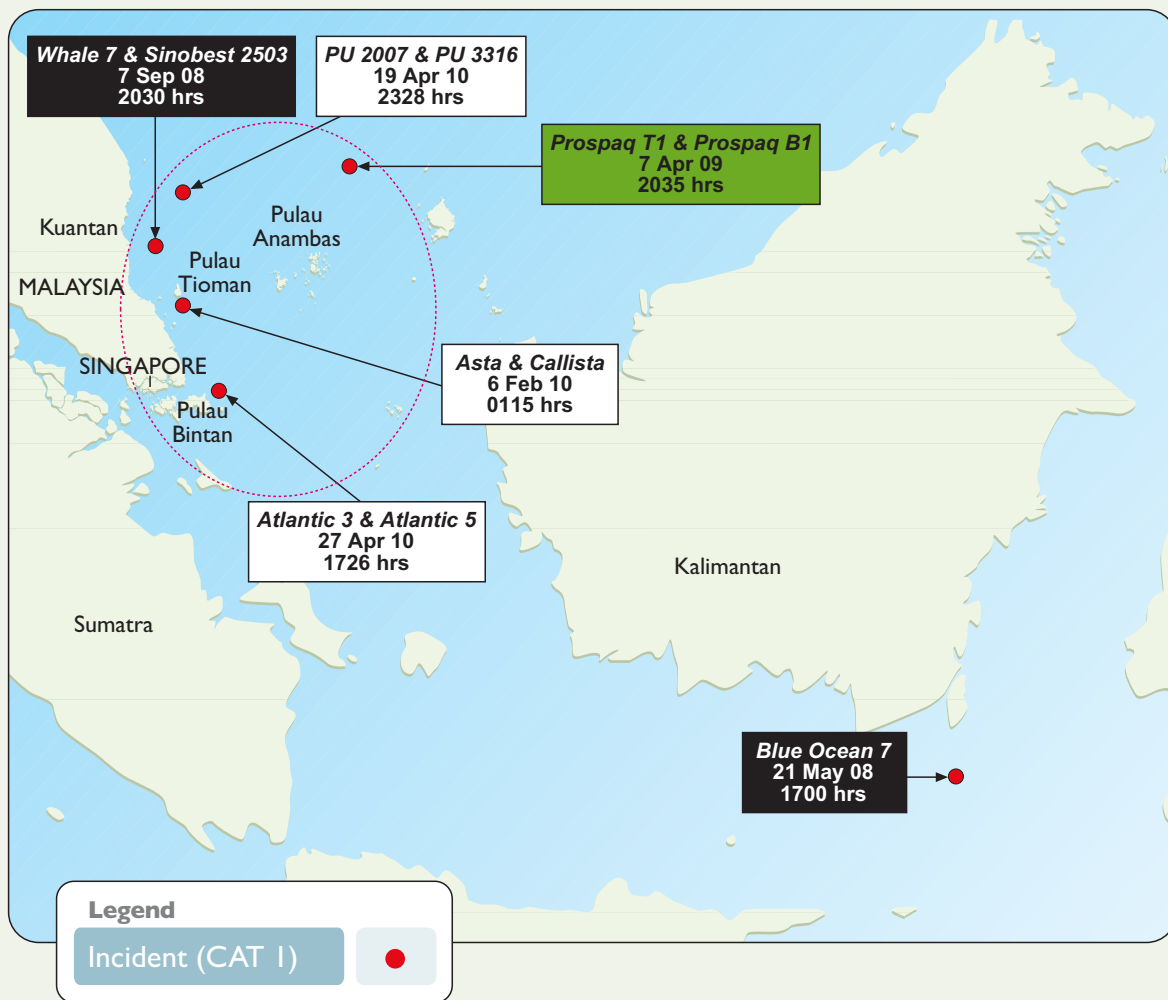 Whale 7 & Sinobest 2503
7 Sep 08
2030 hrs
PU 2007 & PU 3316
19 Apr 10
2328 hrs
Prospaq T1 & Prospaq B1
7 Apr 09
2035 hrs
Kuantan
Pulau
Anambas
Pulau
Tioman
MALAYSIA
SINGAPORE
Pulau
Bintan
Asta & Callista
6 Feb 10
0115 hrs
Atlantic 3 & Atlantic 5
27 Apr 10
1726 hrs
Kalimantan
Sumatra
Blue Ocean 7
21 May 08
1700 hrs
Legend
Incident (CAT 1)